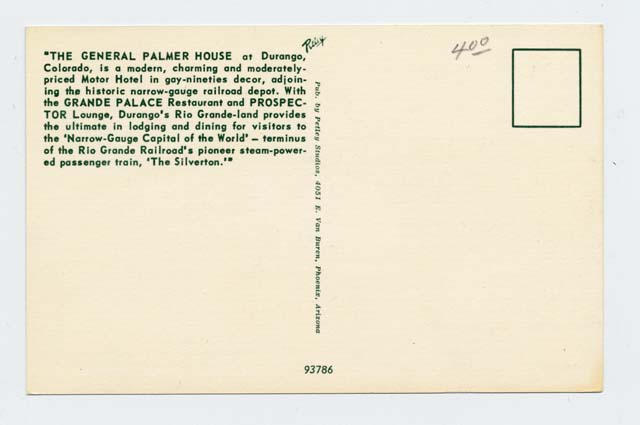 "THE GENERAL PALMER HOUSE at Durango,
Colorado, is a modern, charming and moderately-
priced Motor Hotel in gay-nineties decor, adjoin-
ing the historic narrow-gauge railroad depot. With
the GRANDE PALACE Restaurant and PROSPEC-
TOR Lounge, Durango's Rio Grande-land provides
the ultimate in lodging and dining for visitors to
the 'Narrow-Gauge Capital of the World' — terminus
of the Rio Grande Railroad's pioneer steam-power-
ed passenger train, 'The Silverton.'"
Pub. by Petley Studios, 4051 E. Van Buren, Phoenix, Arizona
400
93786